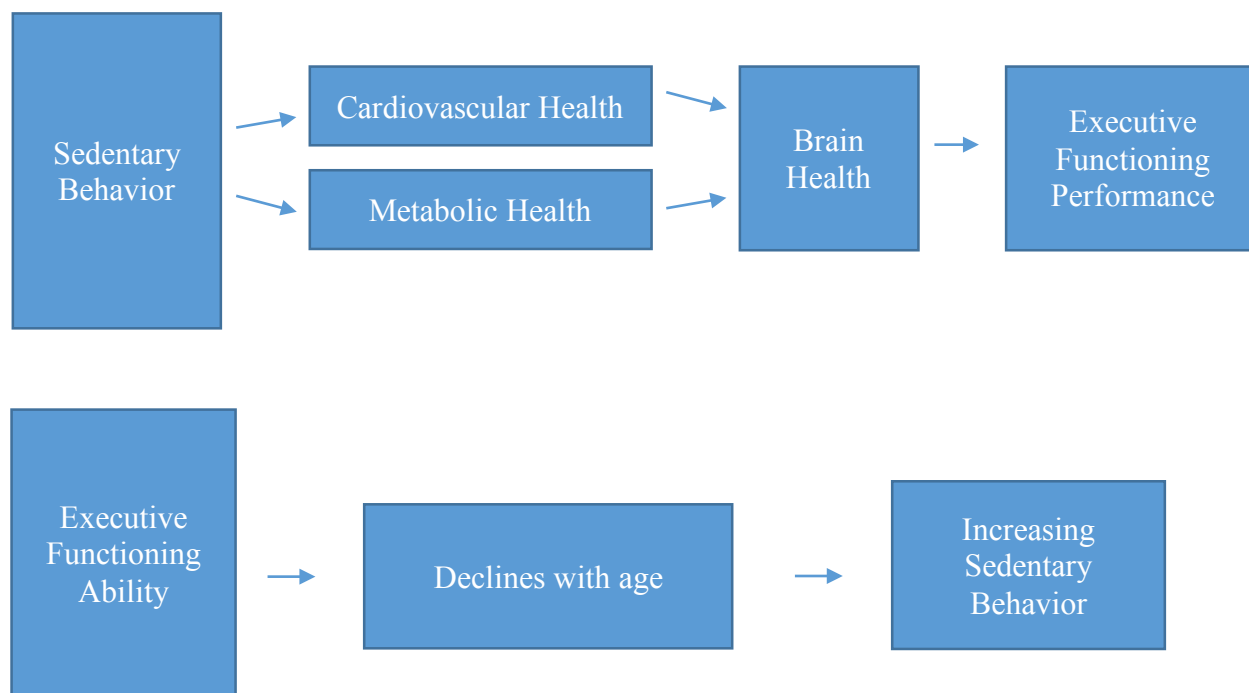 Sedentary
Behavior
Cardiovascular Health
Metabolic Health
Brain
Health
Executive
Functioning
Performance
Executive
Functioning
Ability
Declines with age
Increasing
Sedentary
Behavior